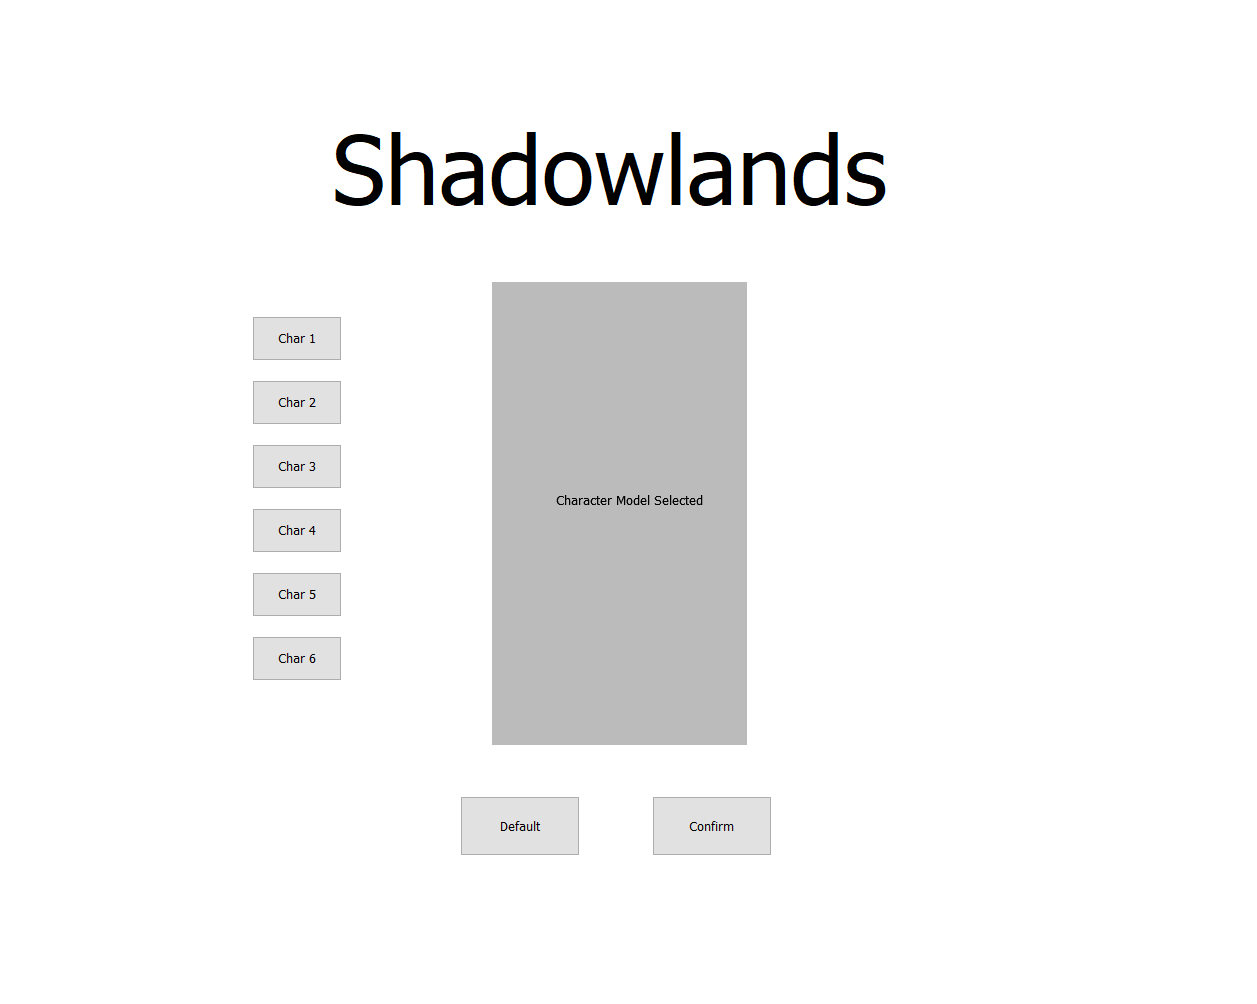 Shadowlands
Char 1
Char 2
Char 3
Char 4
Char 5
Char 6
Character Model Selected
Default
Confirm